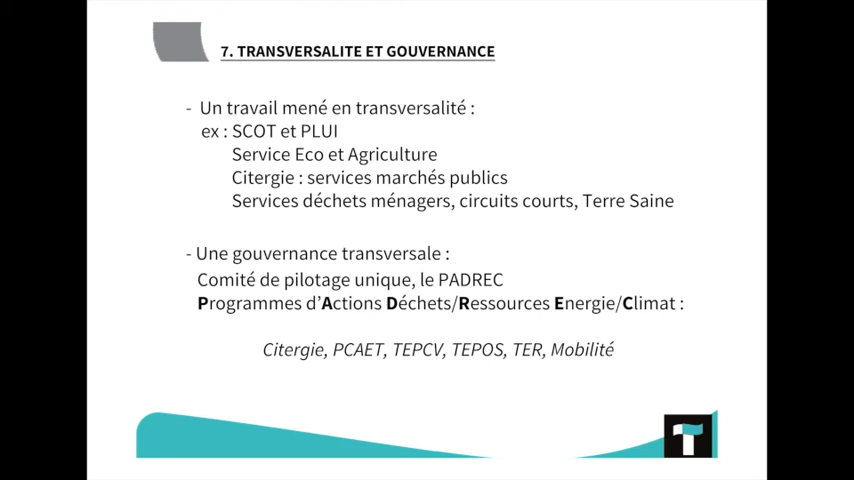 7. TRANSVERSALITE ET GOUVERNANCE
- Un travail mené en transversalité :
ex : SCOT et PLUI
Service Eco et Agriculture
Citergie : services marchés publics
Services déchets ménagers, circuits courts, Terre Saine
- Une gouvernance transversale :
Comité de pilotage unique, le PADREC
Programmes d'Actions Déchets/Ressources Energie/Climat :
Citergie, PCAET, TEPCV, TEPOS, TER, Mobilité
T